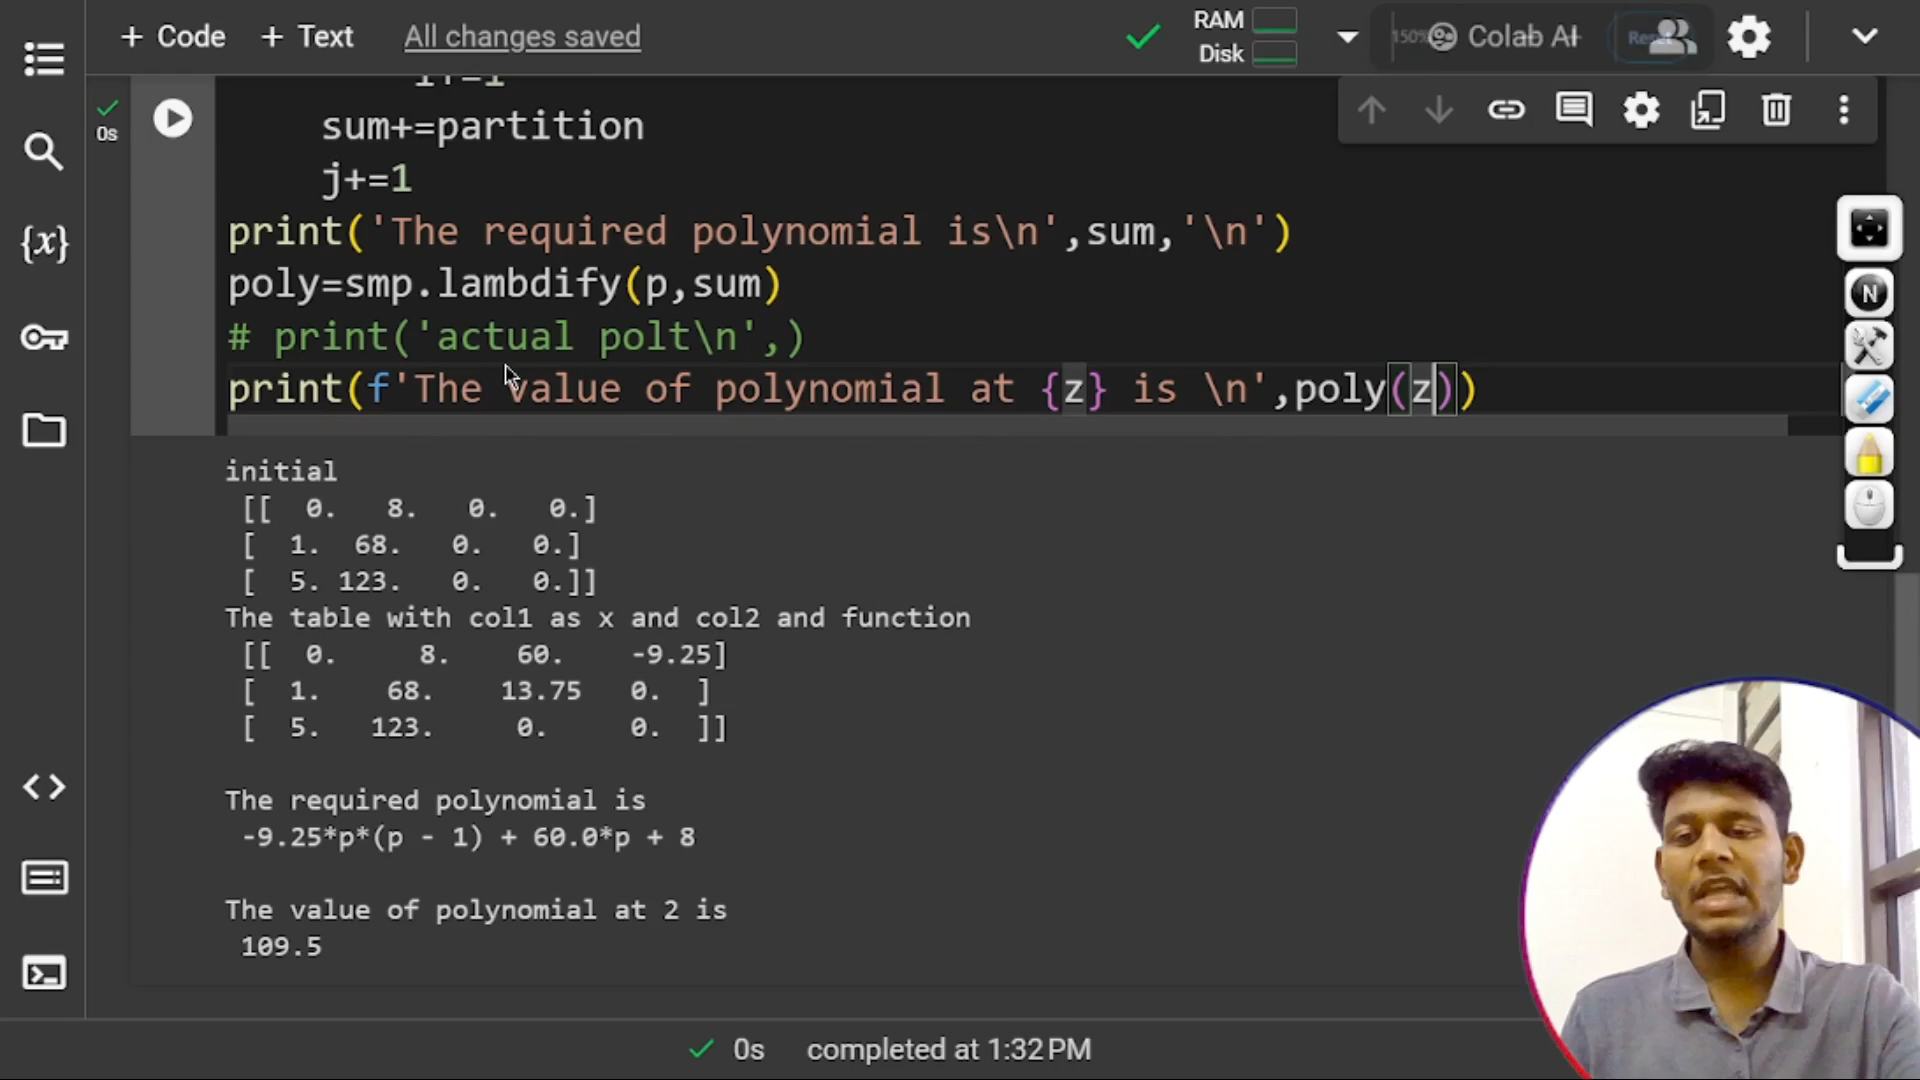 + Code + Text All changes saved RAM Disk 150% Colab AI Reset
i+=1
0s sum+=partition
j+=1
print('The required polynomial is\n',sum,'\n')
poly=smp.lambdify(p,sum)
# print('actual polt\n',)
print(f'The value of polynomial at {z} is \n',poly(z))
{x}
N
initial
[[ 0. 8. 0. 0.]
[ 1. 68. 0. 0.]
[ 5. 123. 0. 0.]]
The table with col1 as x and col2 and function
[[ 0. 8. 60. -9.25]
[ 1. 68. 13.75 0. ]
[ 5. 123. 0. 0. ]]
The required polynomial is
-9.25*p*(p - 1) + 60.0*p + 8
The value of polynomial at 2 is
109.5
0s completed at 1:32 PM